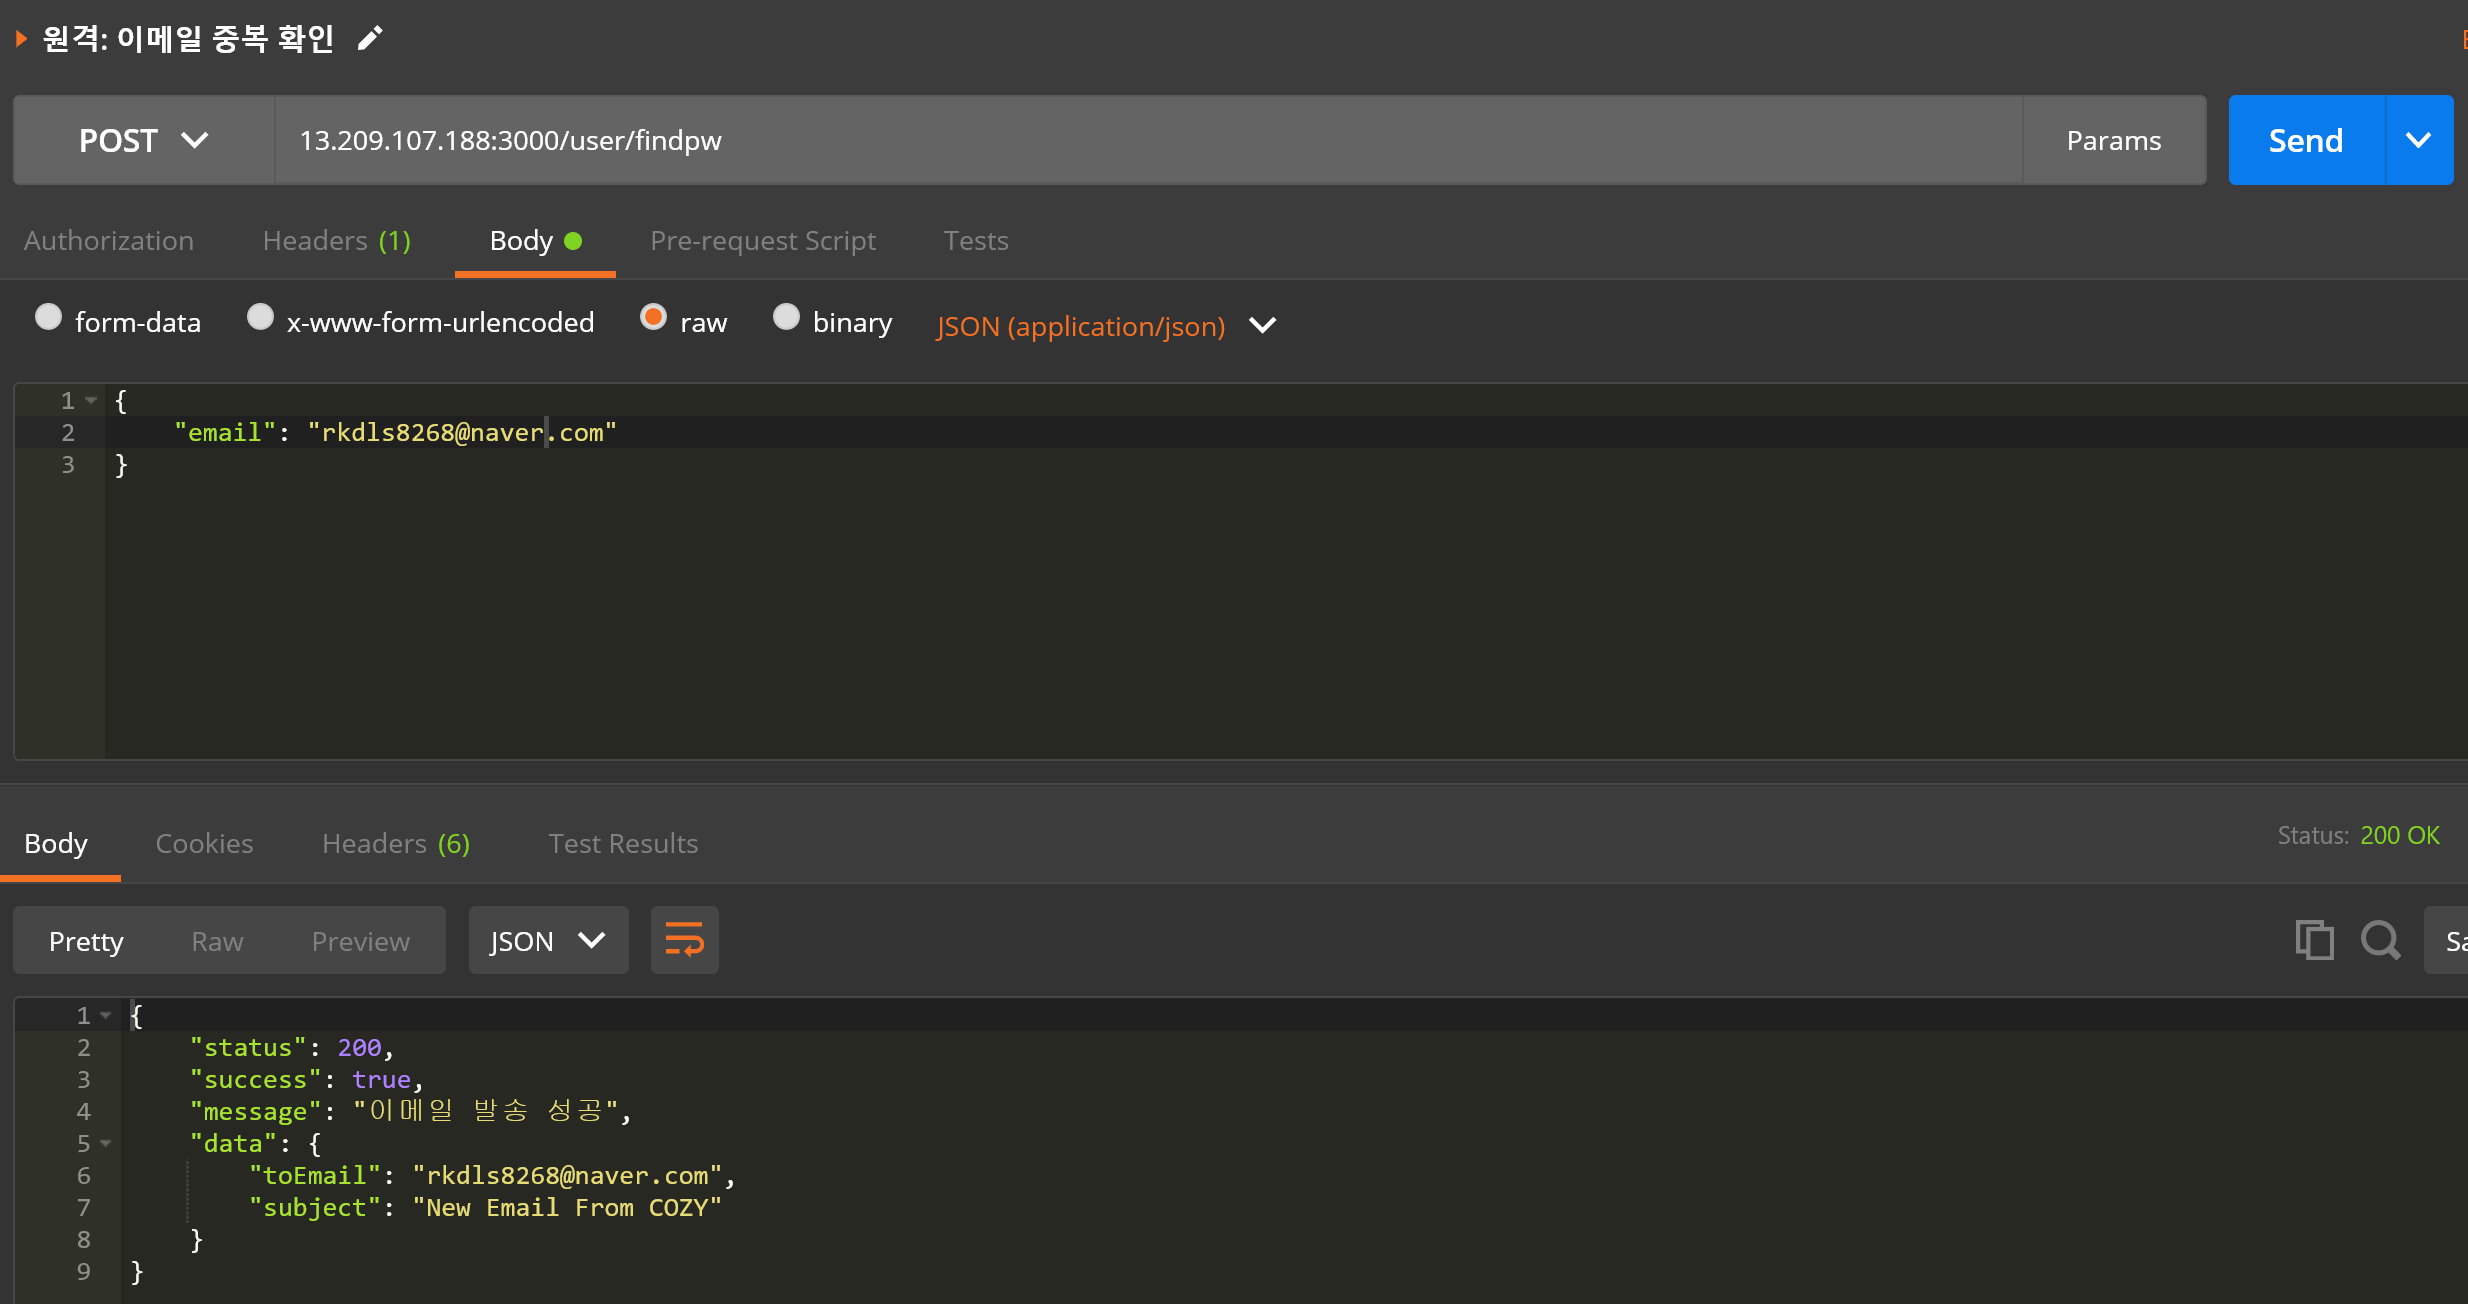 원격: 이메일 중복 확인
POST 13.209.107.188:3000/user/findpw Params Send
Authorization Headers (1) Body Pre-request Script Tests
form-data x-www-form-urlencoded raw binary JSON (application/json)
1 {
2 "email": "rkdls8268@naver.com"
3 }
Body Cookies Headers (6) Test Results Status: 200 OK
Pretty Raw Preview JSON
1 {
2 "status": 200,
3 "success": true,
4 "message": "이메일 발송 성공",
5 "data": {
6 "toEmail": "rkdls8268@naver.com",
7 "subject": "New Email From COZY"
8 }
9 }